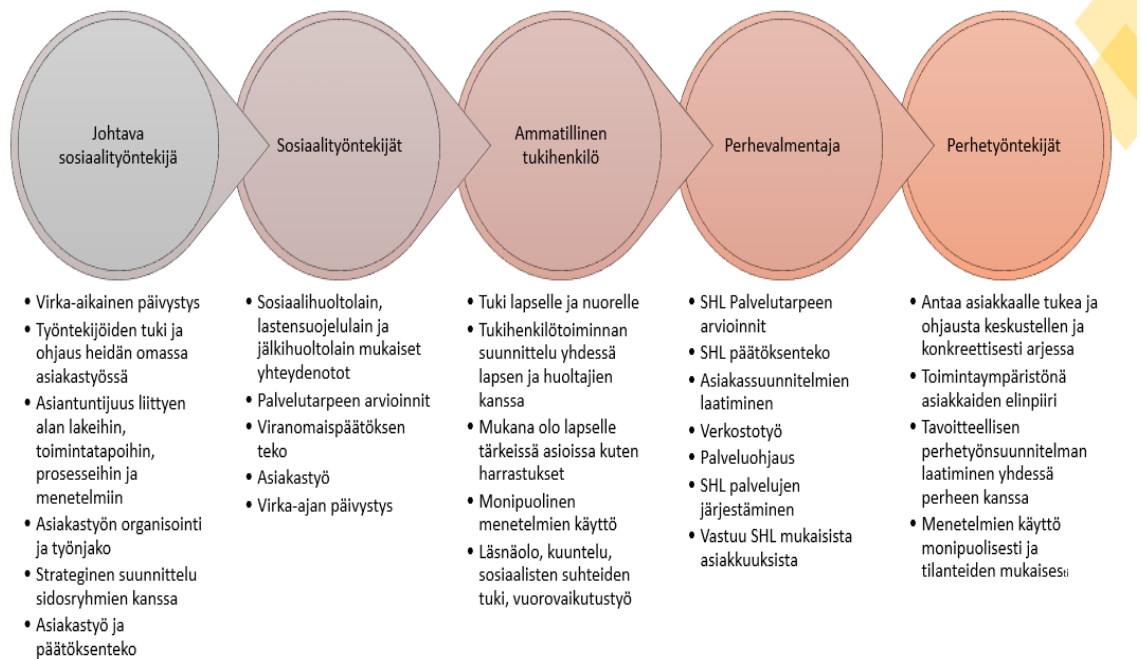 Johtava
sosiaalityöntekijä
Sosiaalityöntekijät
Ammatillinen
tukihenkilö
Perhevalmentaja
Perhetyöntekijät
• Virka-aikainen päivystys
• Työntekijöiden tuki ja
ohjaus heidän omassa
asiakastyössä
• Asiantuntijuus liittyen
alan lakeihin,
toimintatapoihin,
prosesseihin ja
menetelmiin
• Asiakastyön organisointi
ja työnjako
• Strateginen suunnittelu
sidosryhmien kanssa
• Asiakastyö ja
päätöksenteko
• Sosiaalihuoltolain,
lastensuojelulain ja
jälkihuoltolain mukaiset
yhteydenotot
• Palvelutarpeen arvioinnit
• Viranomaispäätöksen
teko
• Asiakastyö
• Virka-ajan päivystys
• Tuki lapselle ja nuorelle
• Tukihenkilötoiminnan
suunnittelu yhdessä
lapsen ja huoltajien
kanssa
• Mukana olo lapselle
tärkeissä asioissa kuten
harrastukset
• Monipuolinen
menetelmien käyttö
• Läsnäolo, kuuntelu,
sosiaalisten suhteiden
tuki, vuorovaikutustyö
• SHL Palvelutarpeen
arvioinnit
• SHL päätöksenteko
• Asiakassuunnitelmien
laatiminen
• Verkostotyö
• Palveluohjaus
• SHL palvelujen
järjestäminen
• Vastuu SHL mukaisista
asiakkuuksista
• Antaa asiakkaalle tukea ja
ohjausta keskustellen ja
konkreettisesti arjessa
• Toimintaympäristönä
asiakkaiden elinpiiri
• Tavoitteellisen
perhetyönsuunnitelman
laatiminen yhdessä
perheen kanssa
• Menetelmien käyttö
monipuolisesti ja
tilanteiden mukaisesti